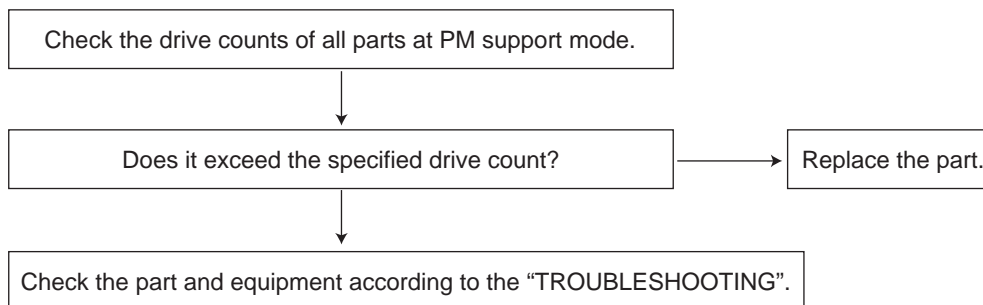 Check the drive counts of all parts at PM support mode.
Does it exceed the specified drive count?
Replace the part.
Check the part and equipment according to the “TROUBLESHOOTING”.